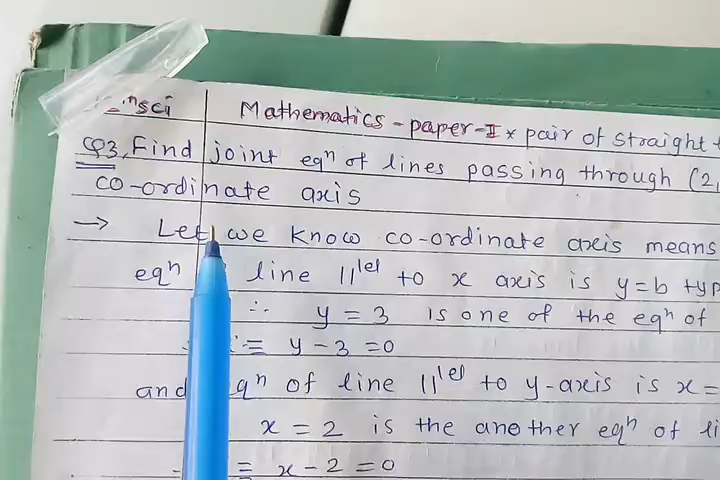 sci Mathematics - paper - II * pair of straight
Q3. Find joint eqⁿ of lines passing through (2,
co-ordinate axis
→ Let we know co-ordinate axis means
eqⁿ line ||lel to x axis is y=b
∴ y = 3 is one of the eqⁿ of
≡ y - 3 = 0
and eqⁿ of line ||lel to y-axis is x =
x = 2 is the another eqⁿ of
≡ x - 2 = 0